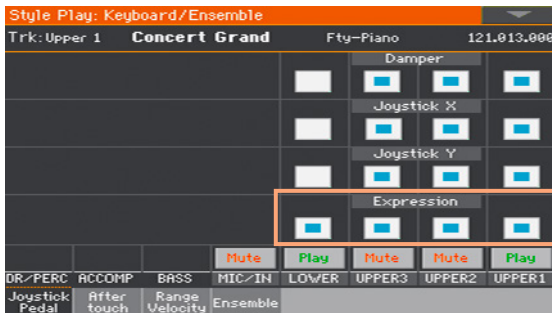 Style Play: Keyboard/Ensemble
Trk:Upper 1 Concert Grand Fty-Piano 121.013.000
Damper
Joystick X
Joystick Y
Expression
Mute Play Mute Mute Play
DR/PERC ACCOMP BASS MIC/IN LOWER UPPER3 UPPER2 UPPER1
Joystick Pedal After touch Range Velocity Ensemble